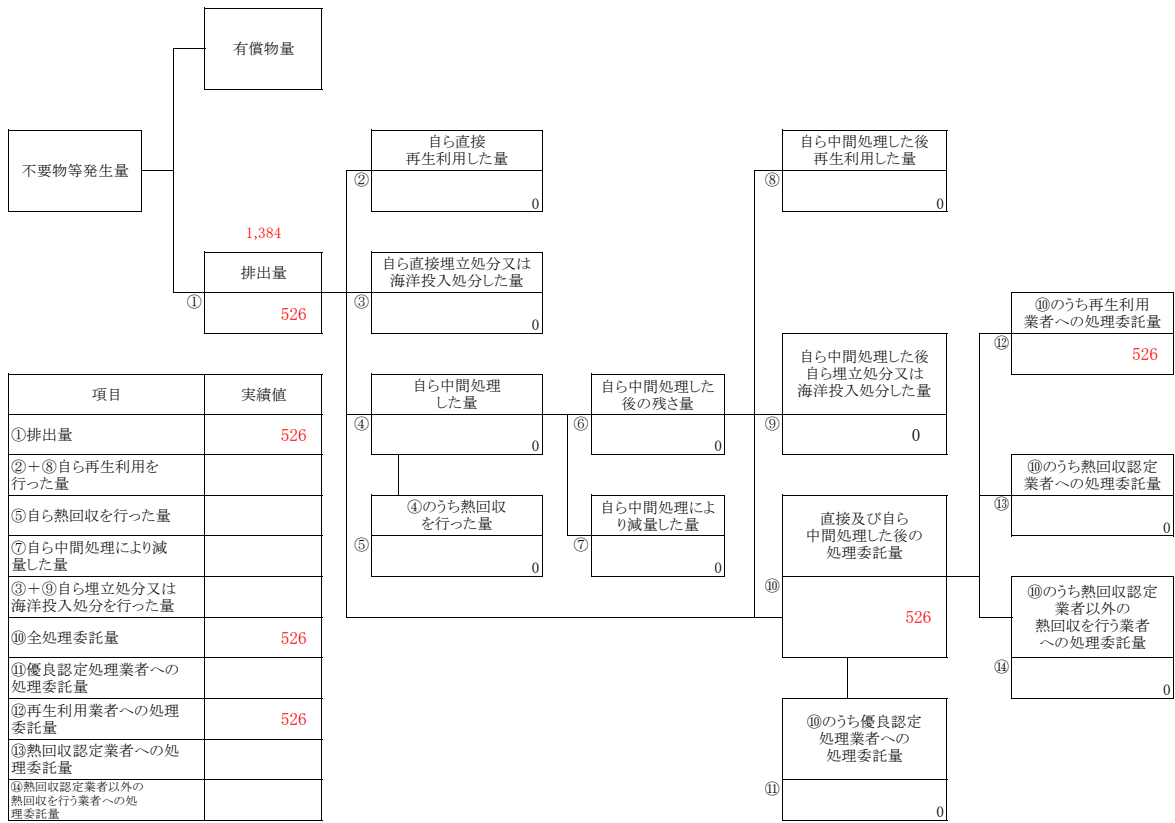 有償物量
不要物等発生量
自ら直接
再生利用した量
②
0
自ら中間処理した後
再生利用した量
⑧
0
1,384
排出量
①
526
自ら直接埋立処分又は
海洋投入処分した量
③
0
自ら中間処理
した量
④
0
自ら中間処理した
後の残さ量
⑥
0
自ら中間処理した後
自ら埋立処分又は
海洋投入処分した量
⑨
0
⑩のうち再生利用
業者への処理委託量
⑫
526
④のうち熱回収
を行った量
⑤
0
自ら中間処理によ
り減量した量
⑦
0
直接及び自ら
中間処理した後の
処理委託量
⑩
526
⑩のうち熱回収認定
業者への処理委託量
⑬
0
⑩のうち熱回収認定
業者以外の
熱回収を行う業者
への処理委託量
⑭
0
⑩のうち優良認定
処理業者への
処理委託量
⑪
0
項目
実績値
①排出量
526
②+⑧自ら再生利用を
行った量
⑤自ら熱回収を行った量
⑦自ら中間処理により減
量した量
③+⑨自ら埋立処分又は
海洋投入処分を行った量
⑩全処理委託量
526
⑪優良認定処理業者への
処理委託量
⑫再生利用業者への処理
委託量
526
⑬熱回収認定業者への処
理委託量
⑭熱回収認定業者以外の
熱回収を行う業者への処
理委託量